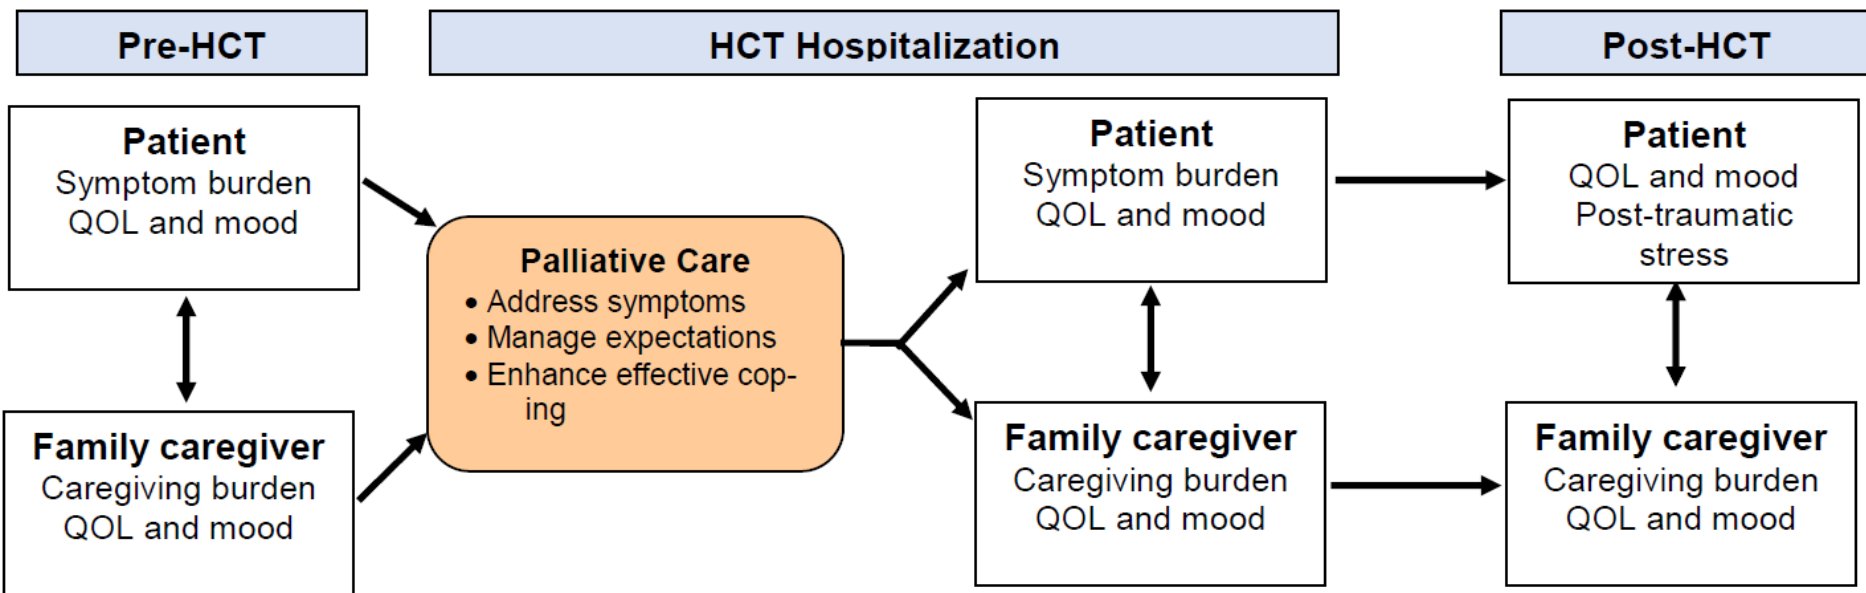 Pre-HCT
HCT Hospitalization
Post-HCT
Patient
Symptom burden
QOL and mood
Family caregiver
Caregiving burden
QOL and mood
Palliative Care
• Address symptoms
• Manage expectations
• Enhance effective cop-
ing
Patient
Symptom burden
QOL and mood
Family caregiver
Caregiving burden
QOL and mood
Patient
QOL and mood
Post-traumatic
stress
Family caregiver
Caregiving burden
QOL and mood